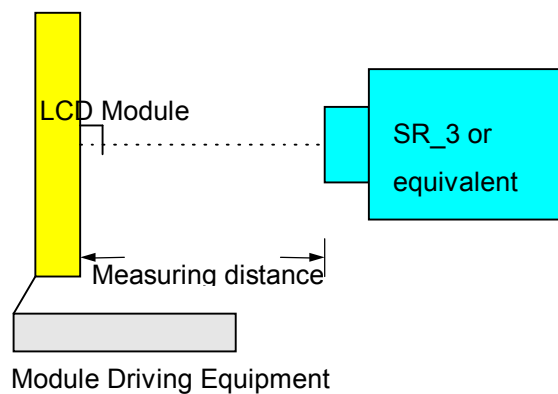 LCD Module
SR_3 or
equivalent
Measuring distance
Module Driving Equipment